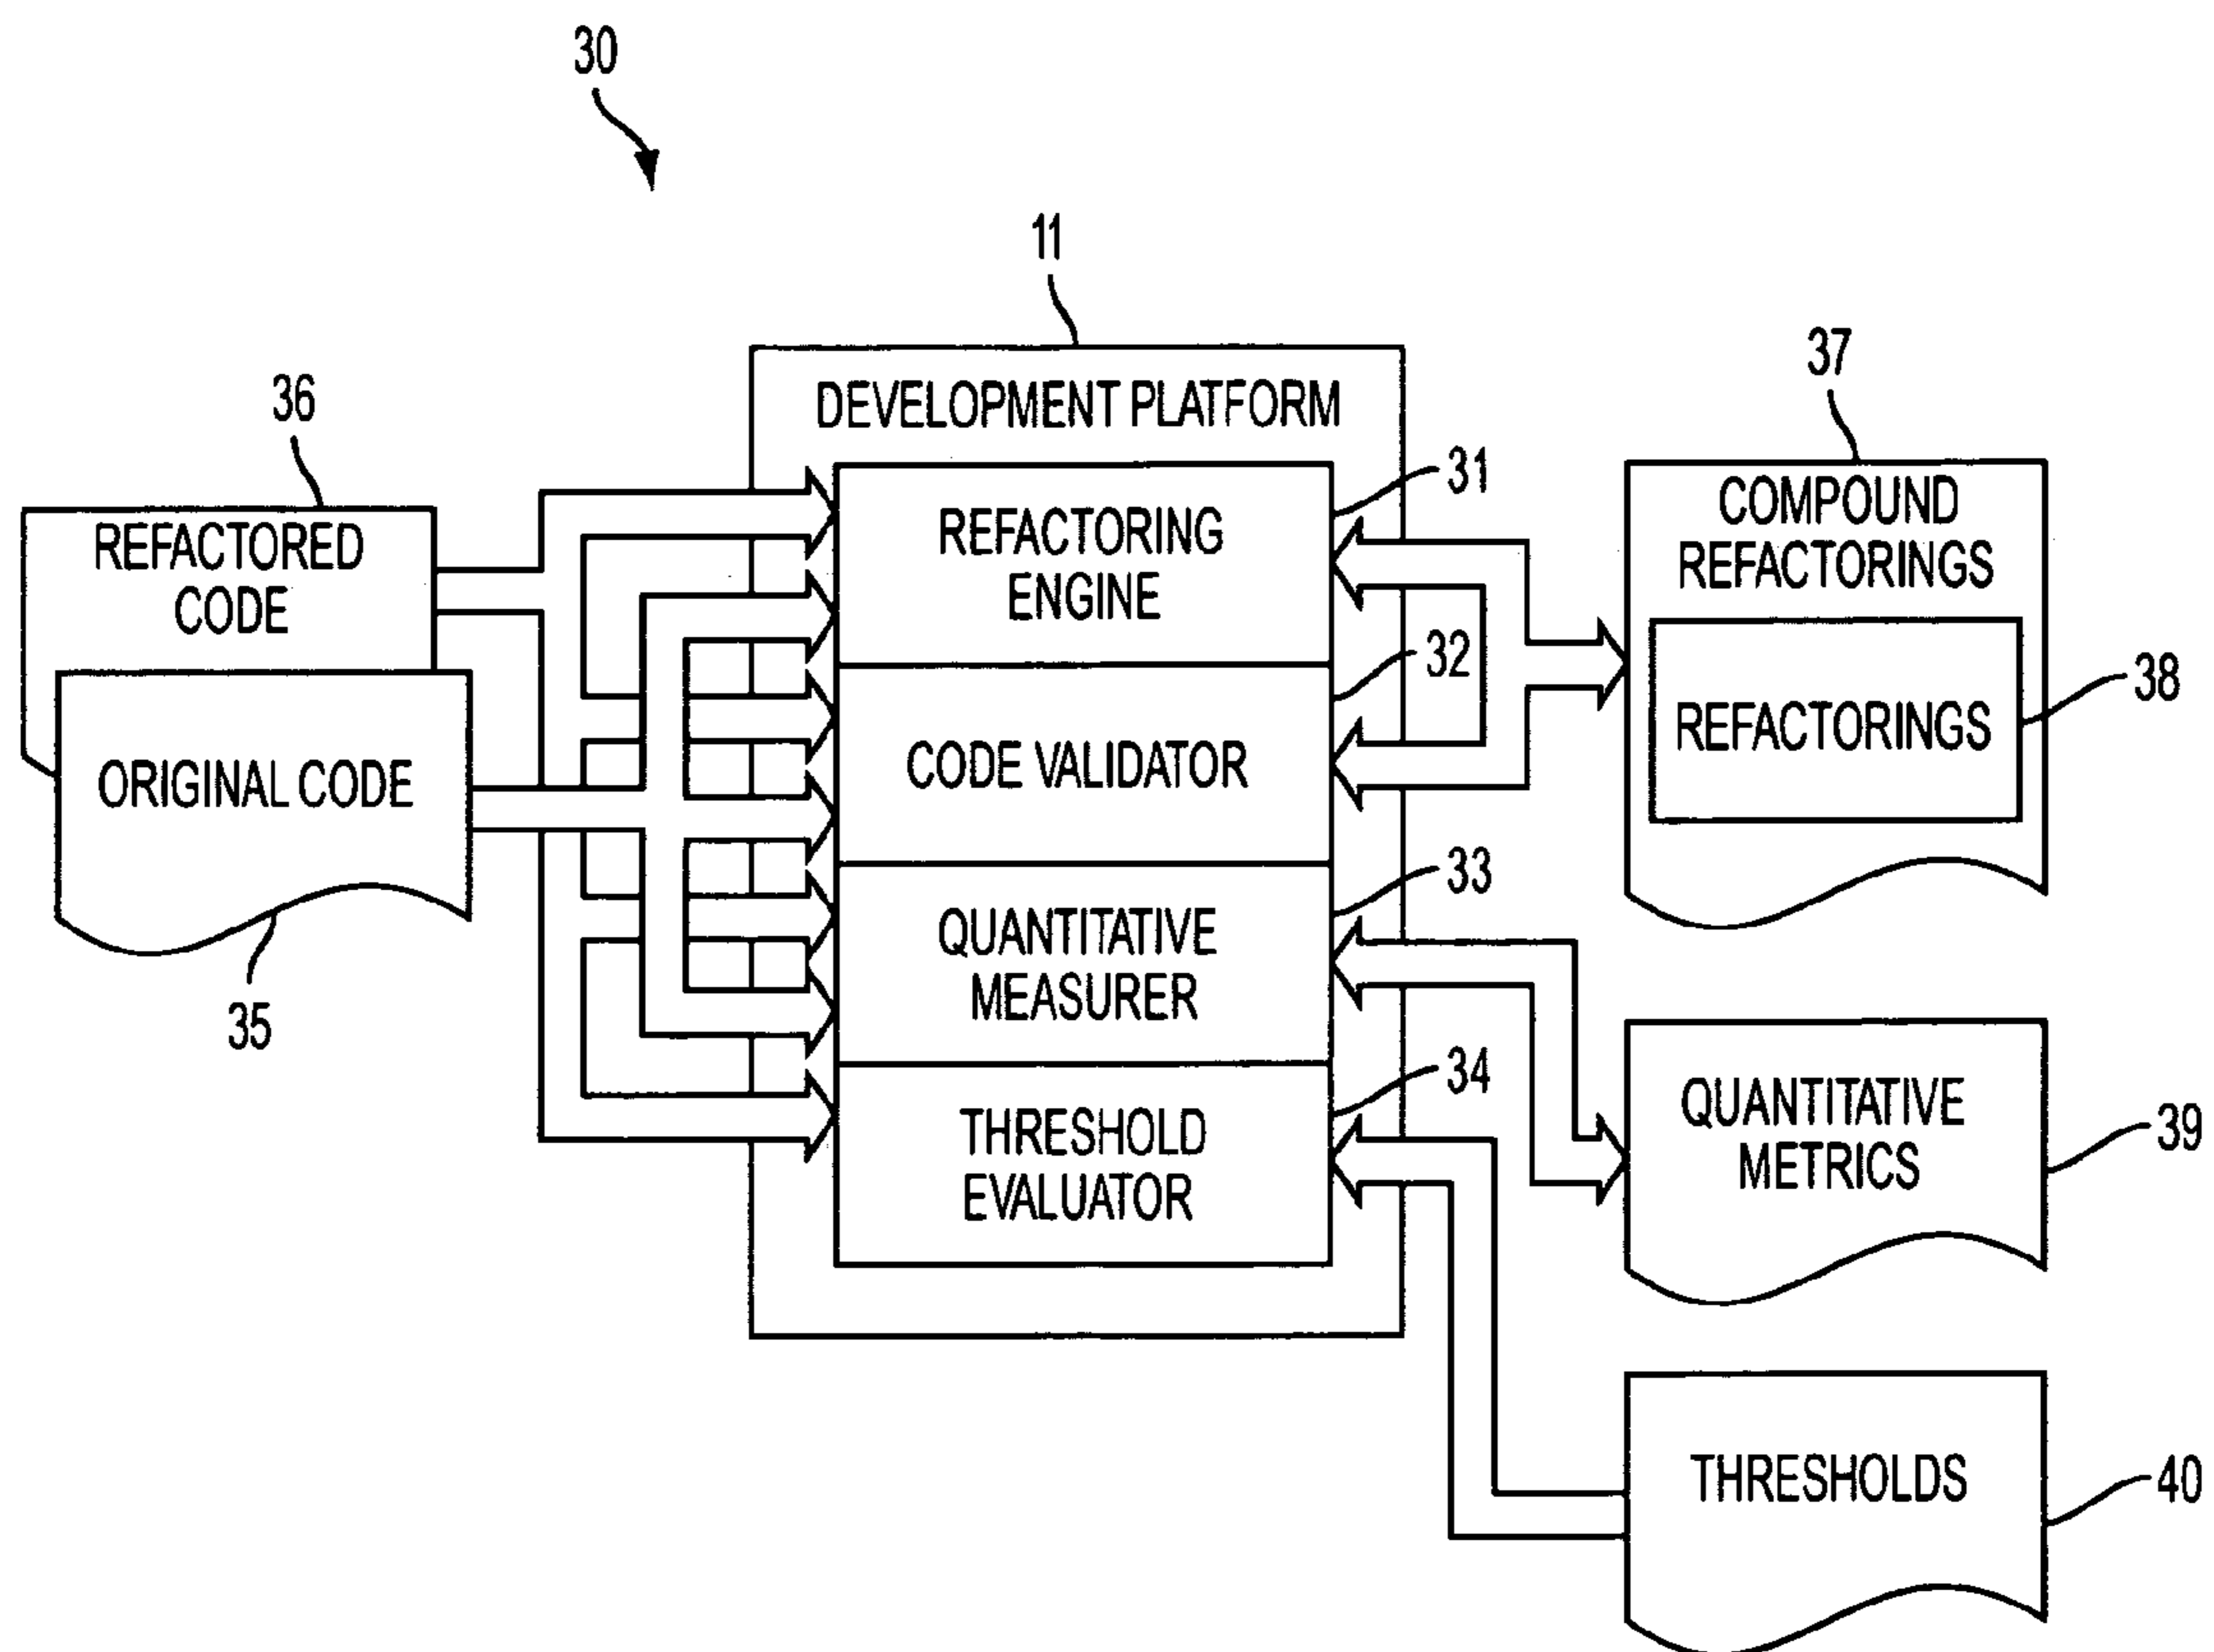 30
11
DEVELOPMENT PLATFORM
36
REFACTORED
CODE
ORIGINAL CODE
35
31
REFACTORING
ENGINE
32
CODE VALIDATOR
33
QUANTITATIVE
MEASURER
34
THRESHOLD
EVALUATOR
37
COMPOUND
REFACTORINGS
REFACTORINGS
38
QUANTITATIVE
METRICS
39
THRESHOLDS
40